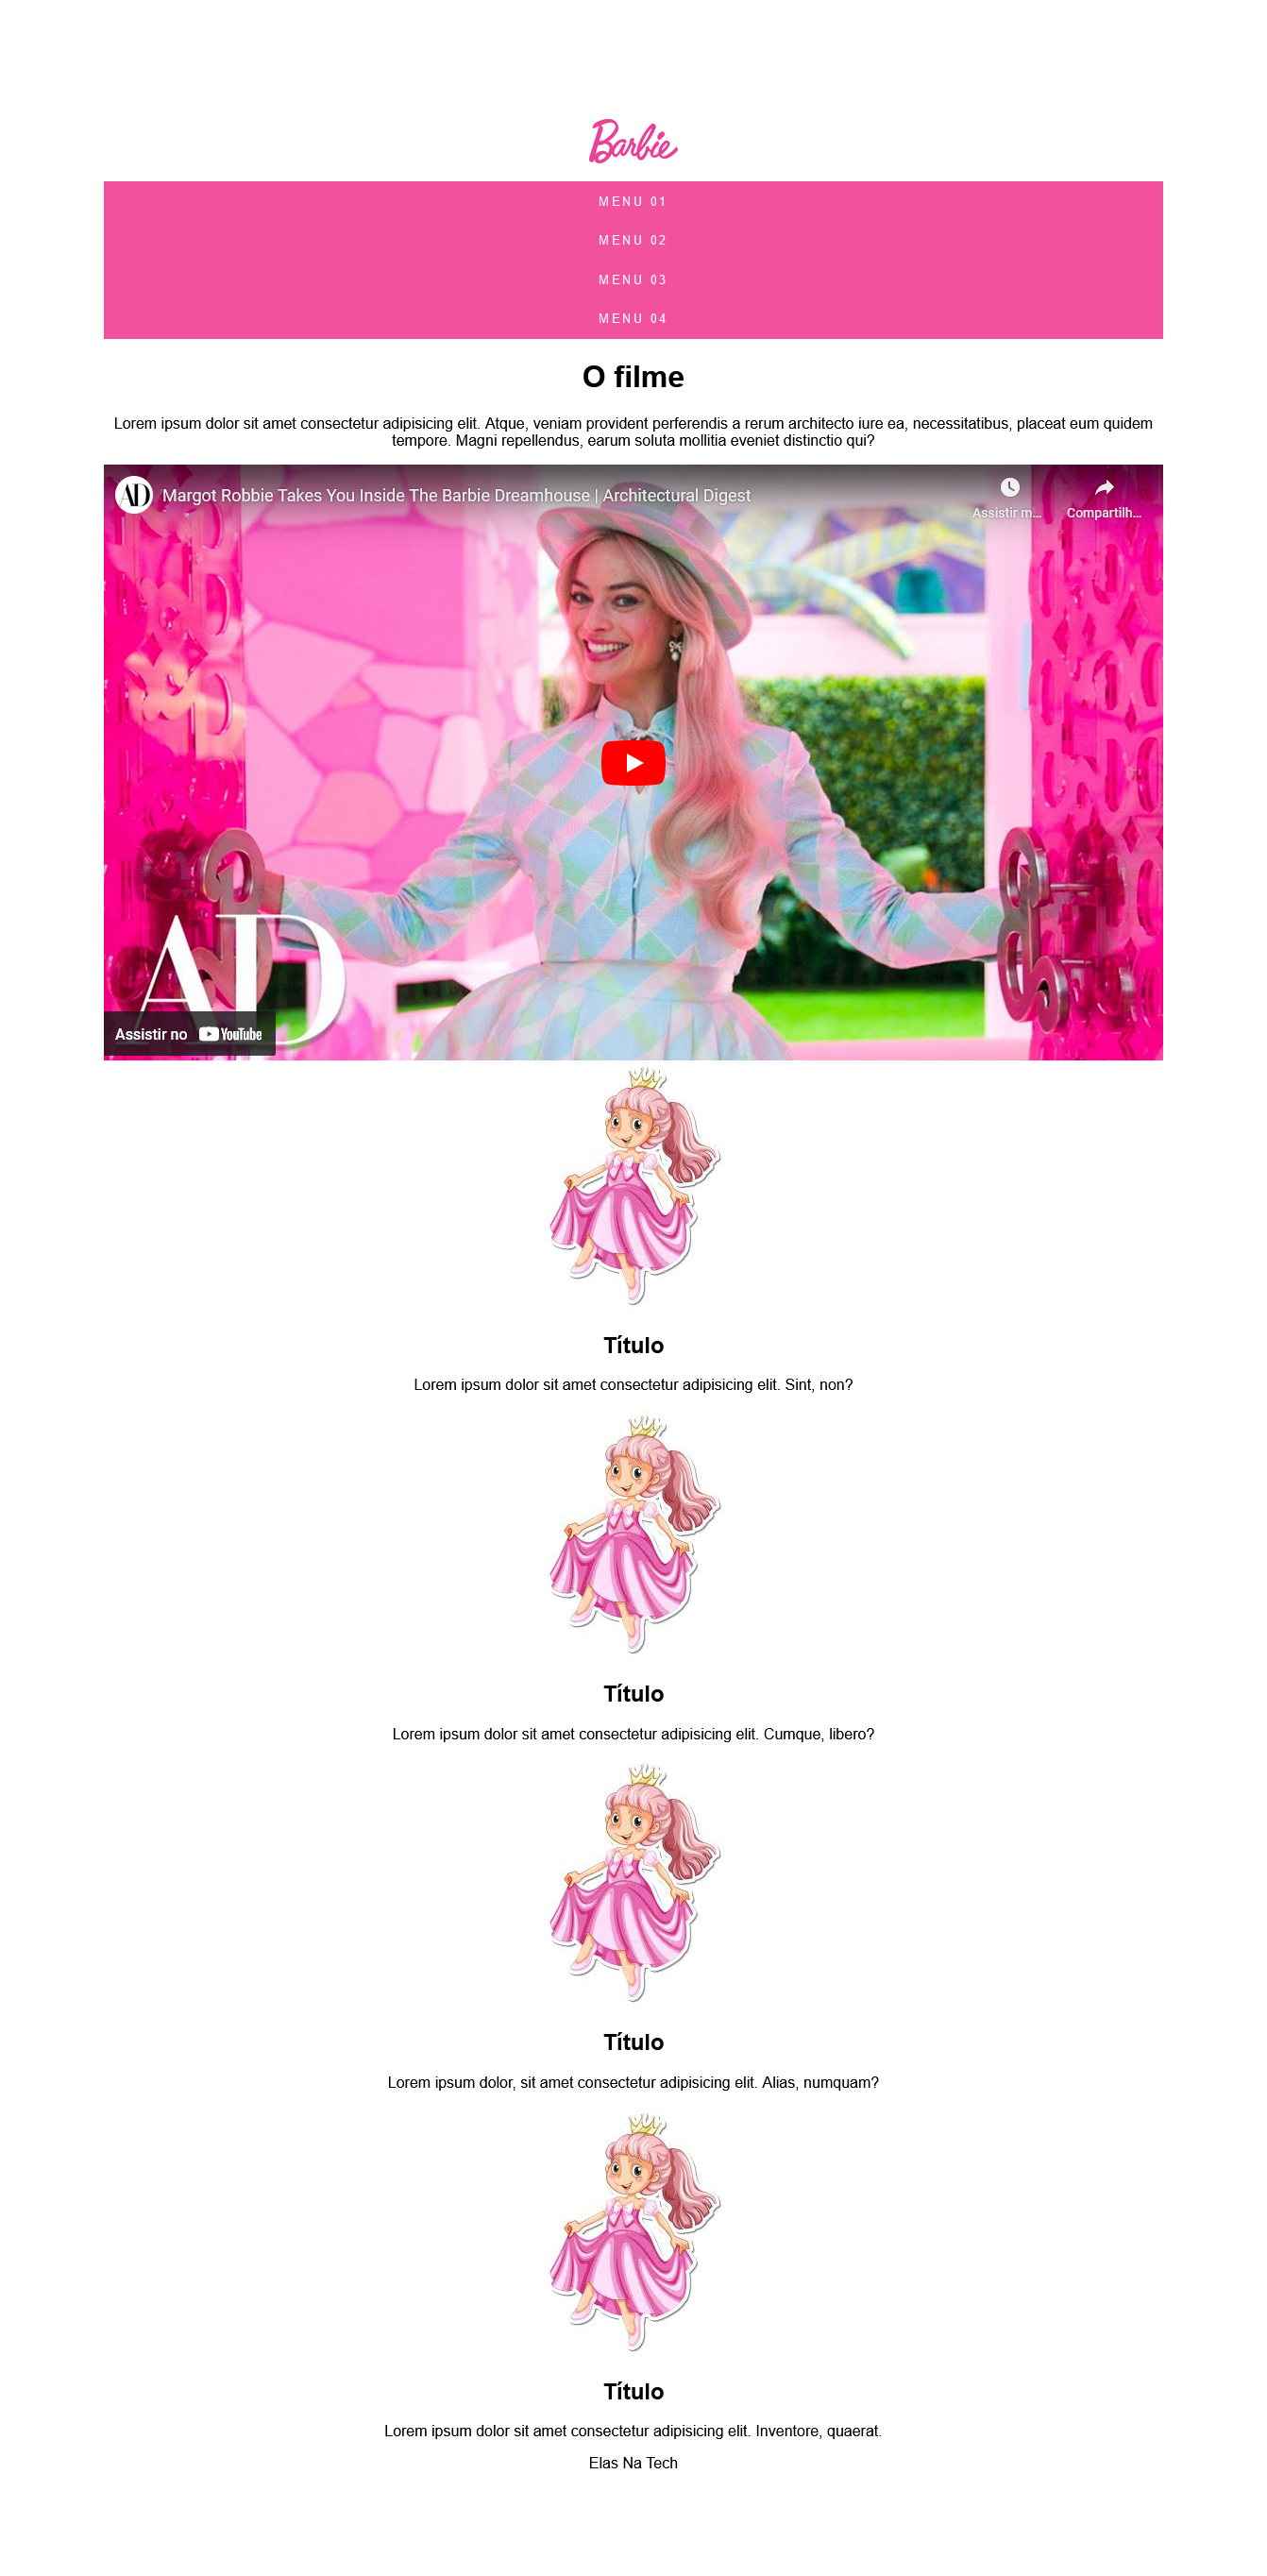 Barbie
MENU 01
MENU 02
MENU 03
MENU 04
O filme
Lorem ipsum dolor sit amet consectetur adipisicing elit. Atque, veniam provident perferendis a rerum architecto iure ea, necessitatibus, placeat eum quidem
tempore. Magni repellendus, earum soluta mollitia eveniet distinctio qui?
AD Margot Robbie Takes You Inside The Barbie Dreamhouse | Architectural Digest
Assistir m... Compartilh...
AD
Assistir no YouTube
Título
Lorem ipsum dolor sit amet consectetur adipisicing elit. Sint, non?
Título
Lorem ipsum dolor sit amet consectetur adipisicing elit. Cumque, libero?
Título
Lorem ipsum dolor, sit amet consectetur adipisicing elit. Alias, numquam?
Título
Lorem ipsum dolor sit amet consectetur adipisicing elit. Inventore, quaerat.
Elas Na Tech